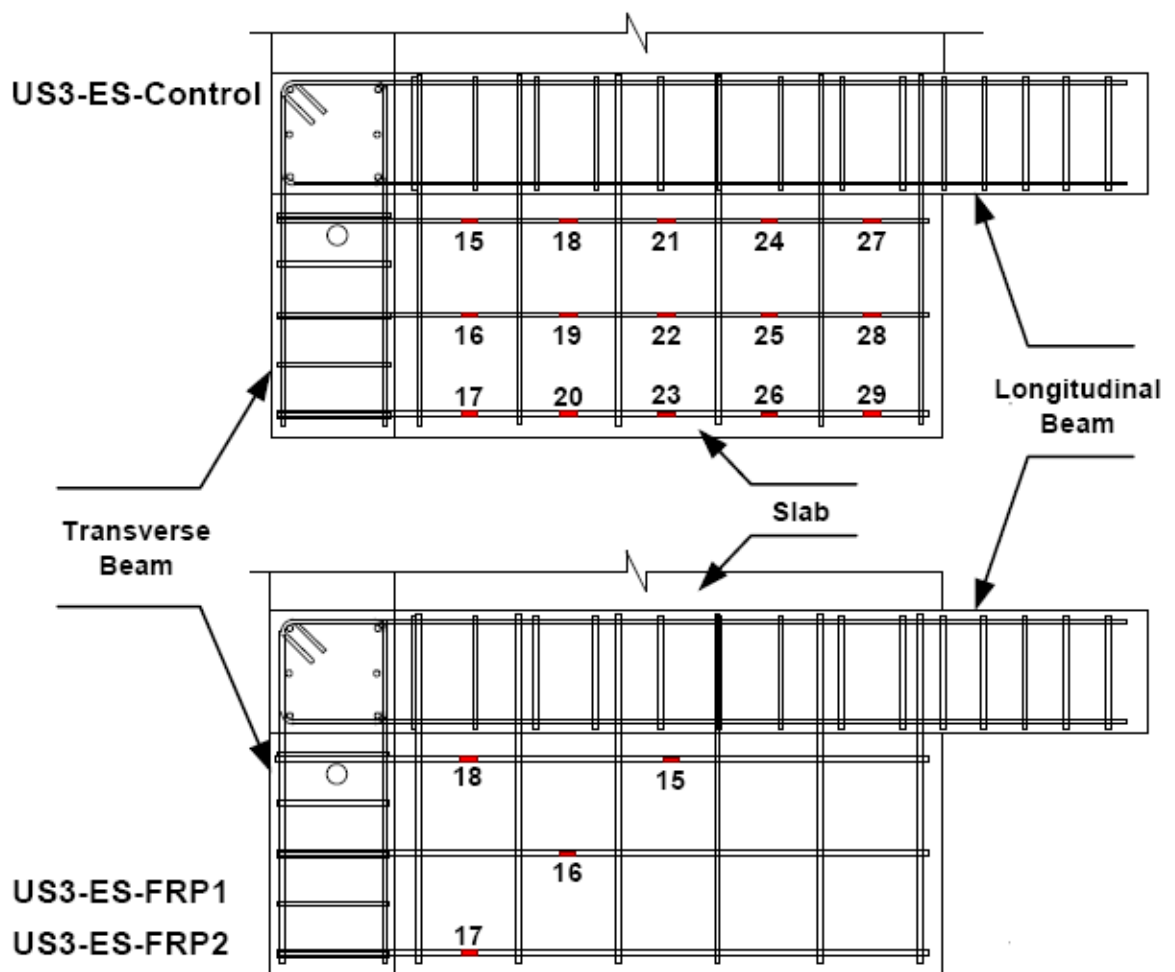 US3-ES-Control
15 18 21 24 27
16 19 22 25 28
17 20 23 26 29
Longitudinal
Beam
Slab
Transverse
Beam
18 15
16
17
US3-ES-FRP1
US3-ES-FRP2